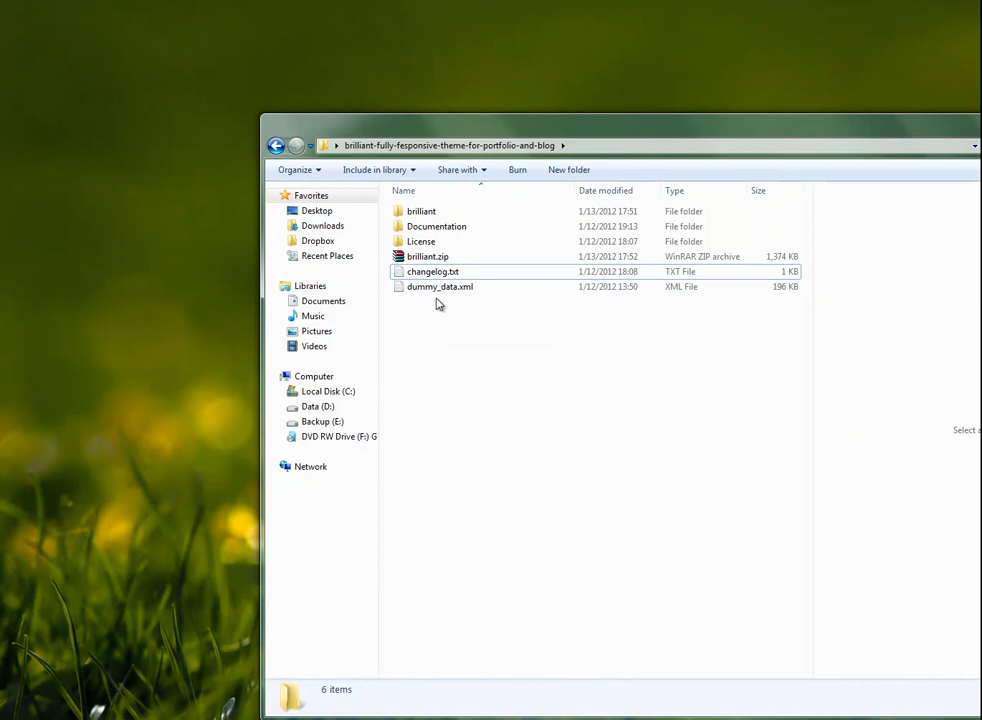 brilliant-fully-fesponsive-theme-for-portfolio-and-blog
Organize Include in library Share with Burn New folder
Name Date modified Type Size
Favorites
Desktop
Downloads
Dropbox
Recent Places
Libraries
Documents
Music
Pictures
Videos
Computer
Local Disk (C:)
Data (D:)
Backup (E:)
DVD RW Drive (F:) G
Network
brilliant 1/13/2012 17:51 File folder
Documentation 1/12/2012 19:13 File folder
License 1/12/2012 18:07 File folder
brilliant.zip 1/13/2012 17:52 WinRAR ZIP archive 1,374 KB
changelog.txt 1/12/2012 18:08 TXT File 1 KB
dummy_data.xml 1/12/2012 13:50 XML File 196 KB
Select a
6 items